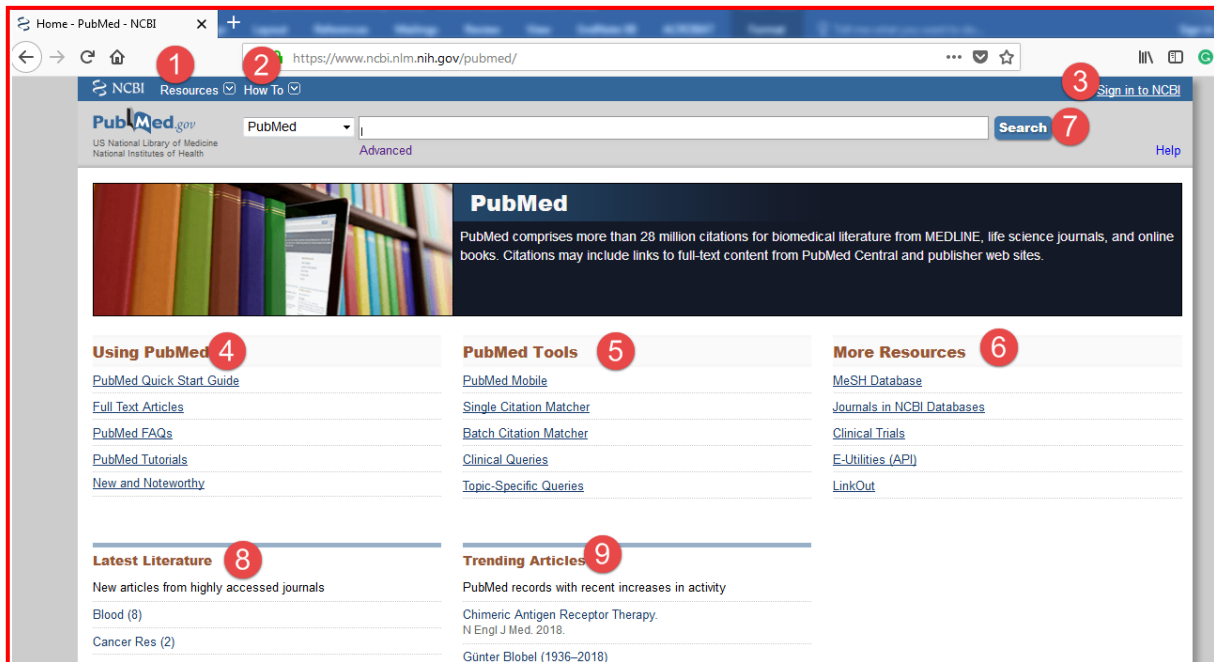 Home - PubMed - NCBI
https://www.ncbi.nlm.nih.gov/pubmed/
1
2
3
NCBI Resources How To Sign in to NCBI
PubMed.gov
US National Library of Medicine
National Institutes of Health
PubMed
Search
7
Advanced
Help
PubMed
PubMed comprises more than 28 million citations for biomedical literature from MEDLINE, life science journals, and online
books. Citations may include links to full-text content from PubMed Central and publisher web sites.
Using PubMed 4
PubMed Quick Start Guide
Full Text Articles
PubMed FAQs
PubMed Tutorials
New and Noteworthy
PubMed Tools 5
PubMed Mobile
Single Citation Matcher
Batch Citation Matcher
Clinical Queries
Topic-Specific Queries
More Resources 6
MeSH Database
Journals in NCBI Databases
Clinical Trials
E-Utilities (API)
LinkOut
Latest Literature 8
New articles from highly accessed journals
Blood (8)
Cancer Res (2)
Trending Articles 9
PubMed records with recent increases in activity
Chimeric Antigen Receptor Therapy.
N Engl J Med. 2018.
Günter Blobel (1936–2018)